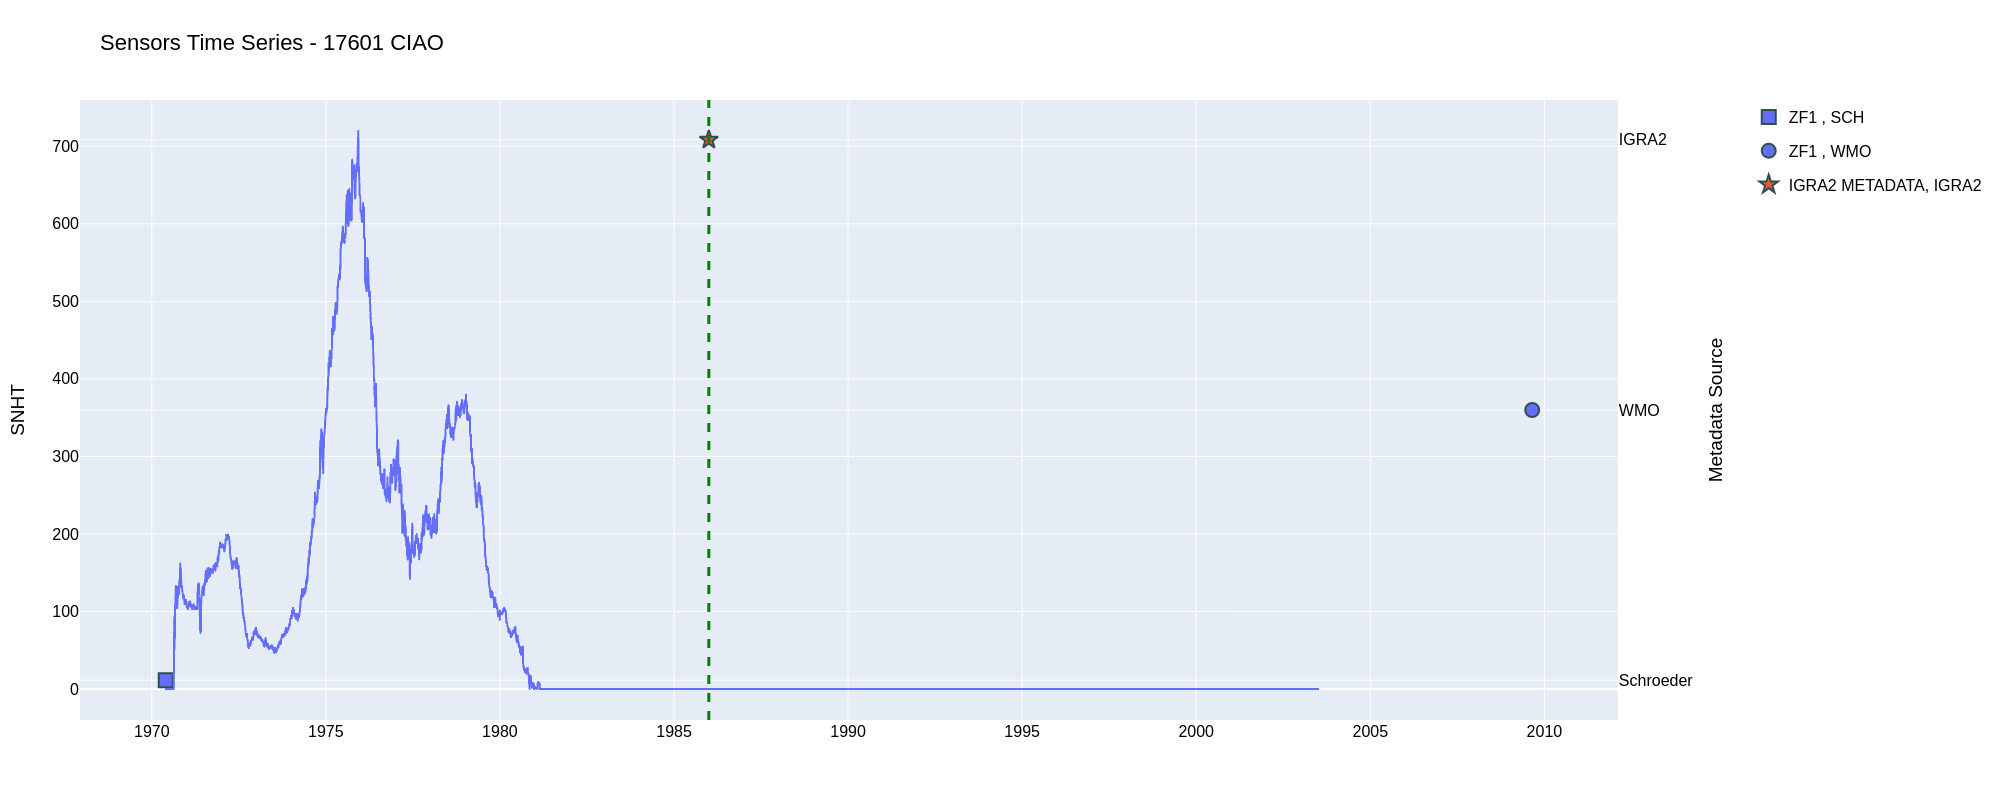 Sensors Time Series - 17601 CIAO
SNHT
700
600
500
400
300
200
100
0
1970
1975
1980
1985
1990
1995
2000
2005
2010
IGRA2
WMO
Schroeder
Metadata Source
ZF1 , SCH
ZF1 , WMO
IGRA2 METADATA, IGRA2